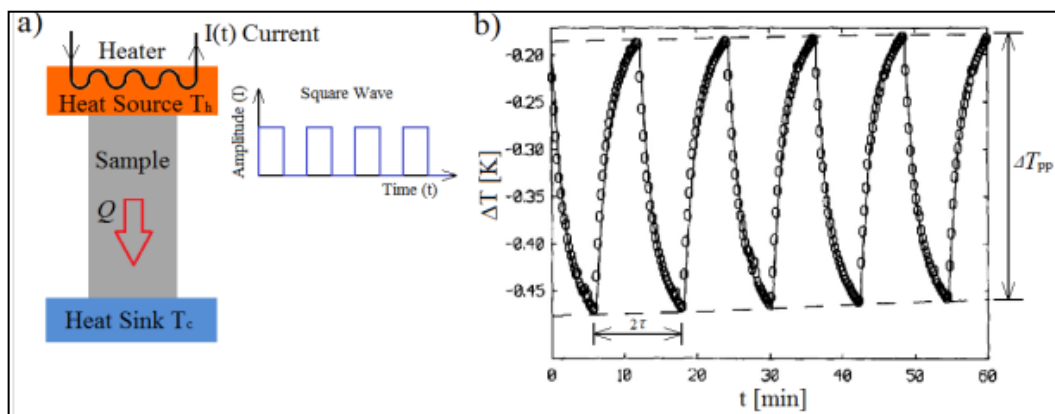 a)
I(t) Current
Heater
Heat Source Tₕ
Sample
Q
Heat Sink T꜀
Square Wave
Amplitude (I)
Time (t)
b)
-0.20
-0.25
-0.30
-0.35
-0.40
-0.45
ΔT [K]
2τ
ΔTPP
0
10
20
30
40
50
60
t [min]